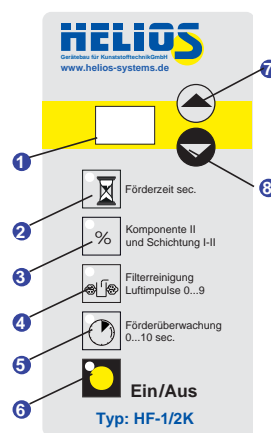 HELIOS
Gerätebau für KunststofftechnikGmbH
www.helios-systems.de
7
1
8
2
Förderzeit sec.
3
%
Komponente II
und Schichtung I-II
4
Filterreinigung
Luftimpulse 0...9
5
Förderüberwachung
0...10 sec.
6
Ein/Aus
Typ: HF-1/2K